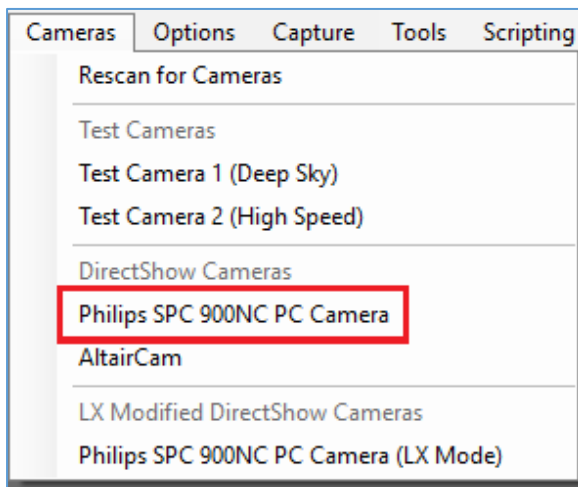 Cameras Options Capture Tools Scripting
Rescan for Cameras
Test Cameras
Test Camera 1 (Deep Sky)
Test Camera 2 (High Speed)
DirectShow Cameras
Philips SPC 900NC PC Camera
AltairCam
LX Modified DirectShow Cameras
Philips SPC 900NC PC Camera (LX Mode)